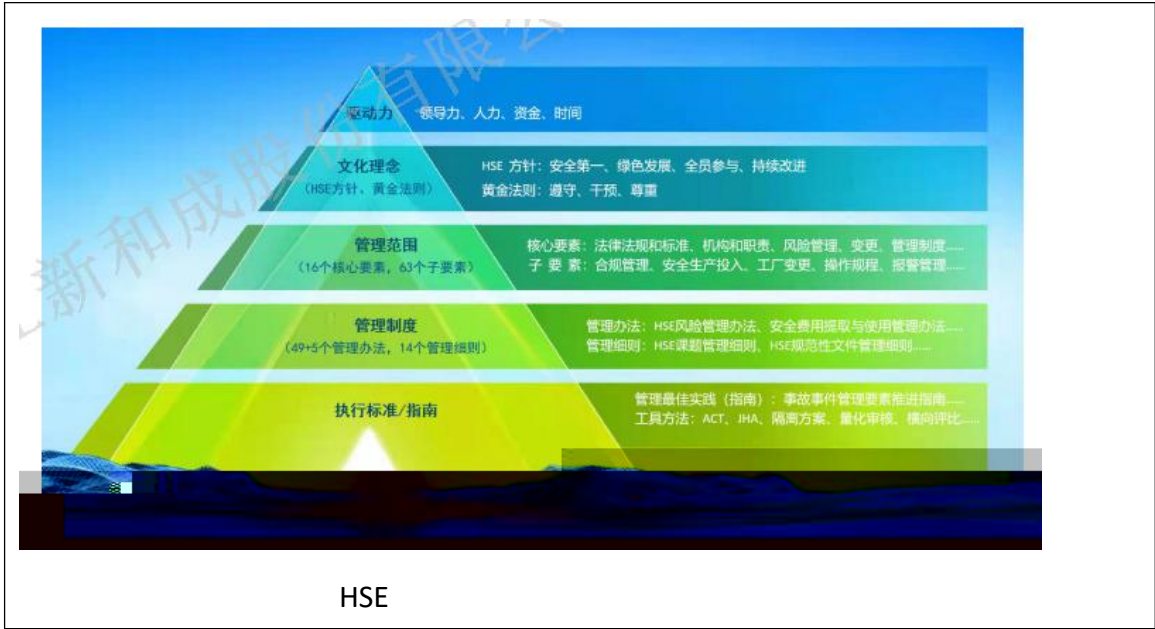 新和成股份有限公
驱动力 领导力、人力、资金、时间
文化理念
(HSE方针、黄金法则)
HSE 方针：安全第一、绿色发展、全员参与、持续改进
黄金法则：遵守、干预、尊重
管理范围
(16个核心要素，63个子要素)
核心要素：法律法规和标准、机构和职责、风险管理、变更、管理制度......
子 要 素：合规管理、安全生产投入、工厂变更、操作规程、报警管理......
管理制度
(49+5个管理办法，14个管理细则)
管理办法：HSE风险管理办法、安全费用提取与使用管理办法......
管理细则：HSE课题管理细则、HSE规范性文件管理细则......
执行标准/指南
管理最佳实践（指南）：事故事件管理要素推进指南......
工具方法：ACT、JHA、隔离方案、量化审核、横向评比......
HSE